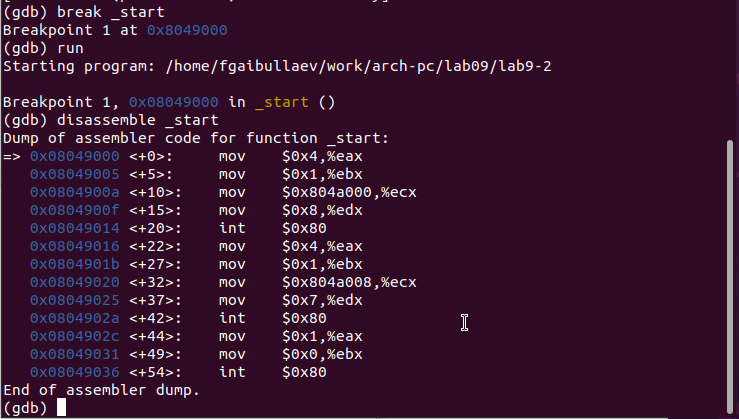 (gdb) break _start
Breakpoint 1 at 0x8049000
(gdb) run
Starting program: /home/fgaibullaev/work/arch-pc/lab09/lab9-2

Breakpoint 1, 0x08049000 in _start ()
(gdb) disassemble _start
Dump of assembler code for function _start:
=> 0x08049000 <+0>:     mov    $0x4,%eax
   0x08049005 <+5>:     mov    $0x1,%ebx
   0x0804900a <+10>:    mov    $0x804a000,%ecx
   0x0804900f <+15>:    mov    $0x8,%edx
   0x08049014 <+20>:    int    $0x80
   0x08049016 <+22>:    mov    $0x4,%eax
   0x0804901b <+27>:    mov    $0x1,%ebx
   0x08049020 <+32>:    mov    $0x804a008,%ecx
   0x08049025 <+37>:    mov    $0x7,%edx
   0x0804902a <+42>:    int    $0x80
   0x0804902c <+44>:    mov    $0x1,%eax
   0x08049031 <+49>:    mov    $0x0,%ebx
   0x08049036 <+54>:    int    $0x80
End of assembler dump.
(gdb)